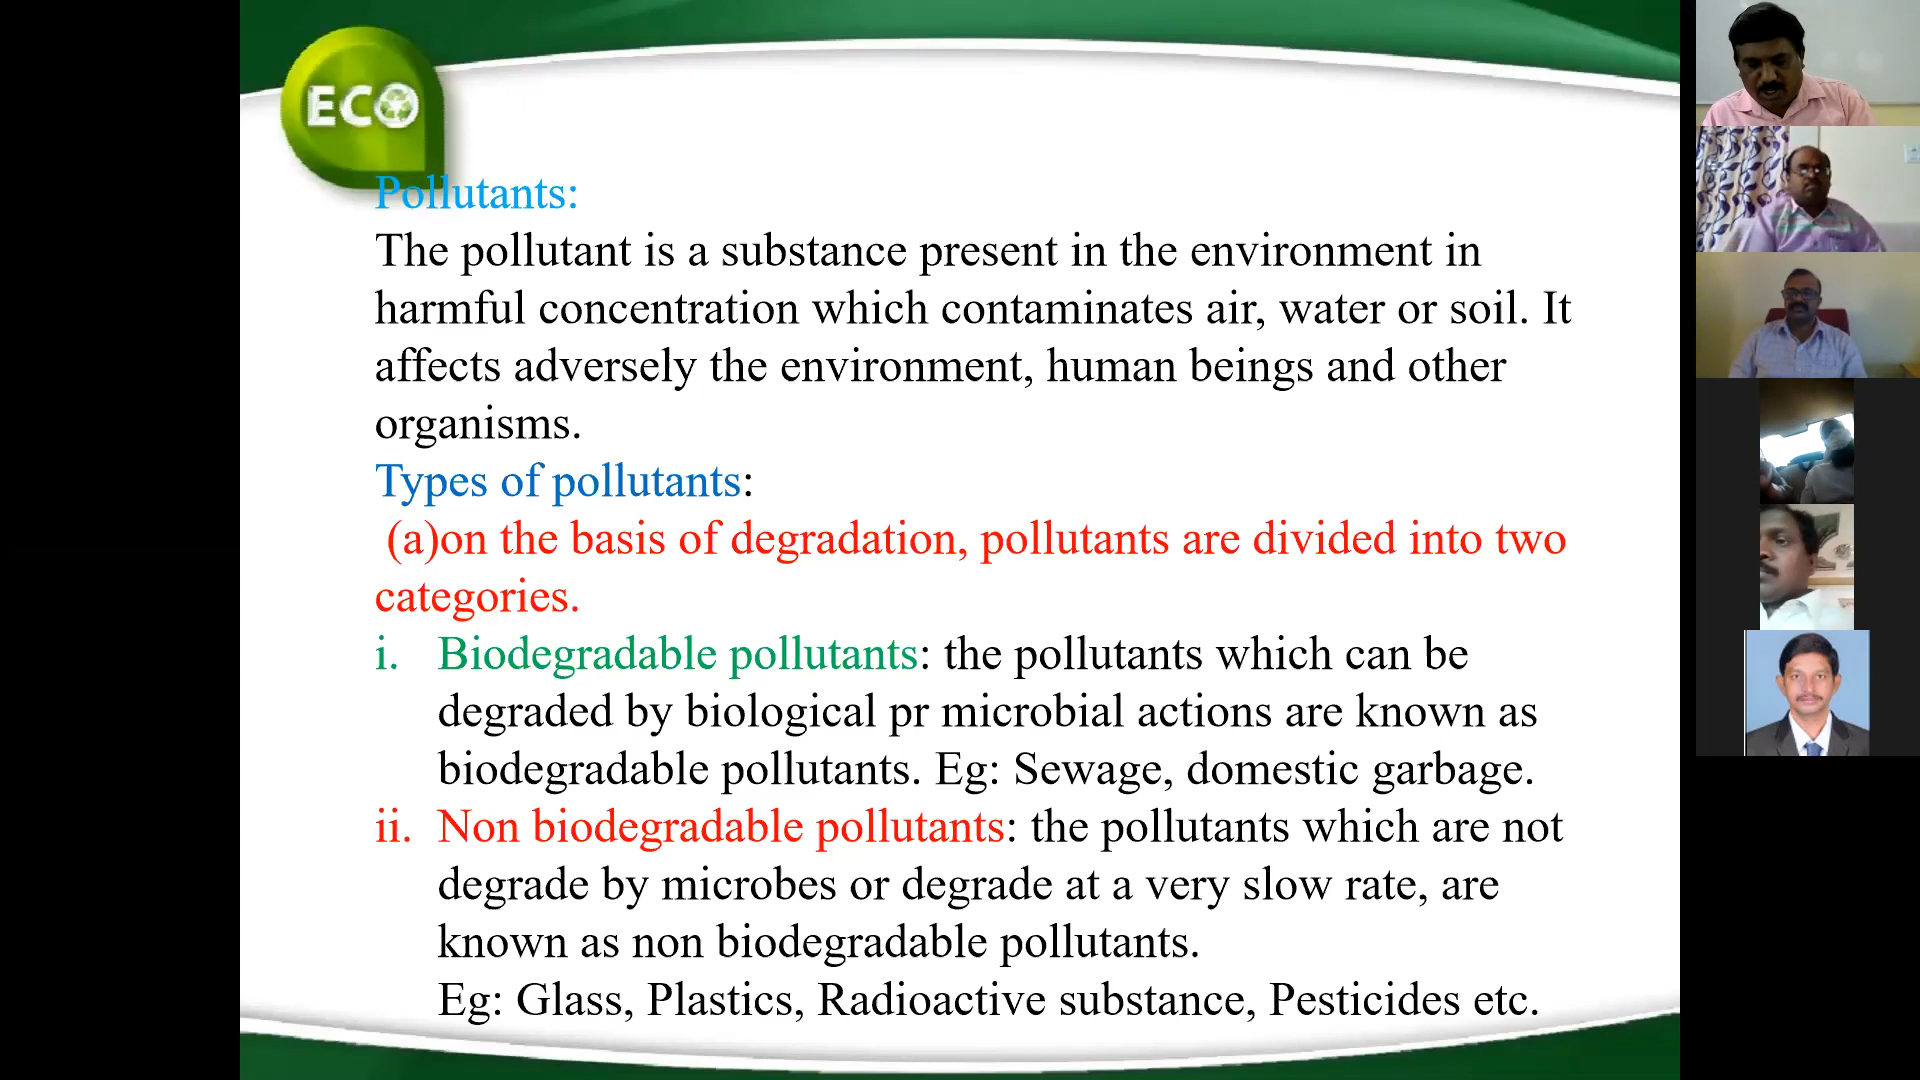 ECO
Pollutants:
The pollutant is a substance present in the environment in
harmful concentration which contaminates air, water or soil. It
affects adversely the environment, human beings and other
organisms.
Types of pollutants:
(a)on the basis of degradation, pollutants are divided into two
categories.
i. Biodegradable pollutants: the pollutants which can be
degraded by biological pr microbial actions are known as
biodegradable pollutants. Eg: Sewage, domestic garbage.
ii. Non biodegradable pollutants: the pollutants which are not
degrade by microbes or degrade at a very slow rate, are
known as non biodegradable pollutants.
Eg: Glass, Plastics, Radioactive substance, Pesticides etc.